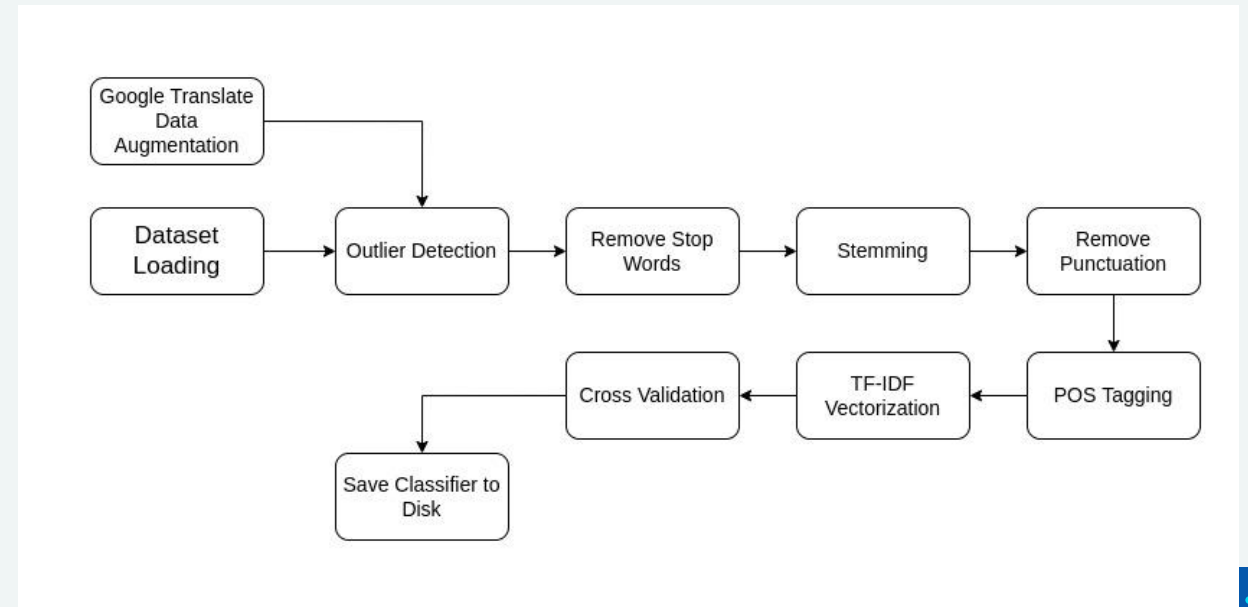 Google Translate
Data
Augmentation
Dataset
Loading
Outlier Detection
Remove Stop
Words
Stemming
Remove
Punctuation
POS Tagging
TF-IDF
Vectorization
Cross Validation
Save Classifier to
Disk